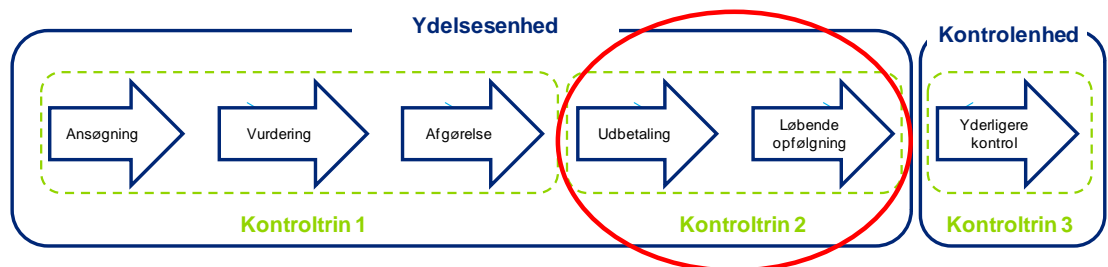 Ydelsesenhed
Kontrolenhed
Ansøgning
Vurdering
Afgørelse
Udbetaling
Løbende
opfølgning
Yderligere
kontrol
Kontroltrin 1
Kontroltrin 2
Kontroltrin 3